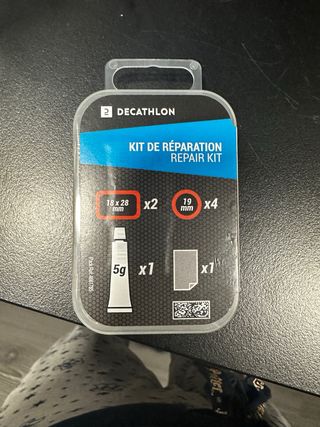 DECATHLON
KIT DE RÉPARATION
REPAIR KIT
18 x 28 mm x2
19 mm x4
5g x1
x1